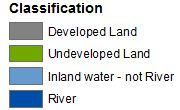 Classification
Developed Land
Undeveloped Land
Inland water - not River
River